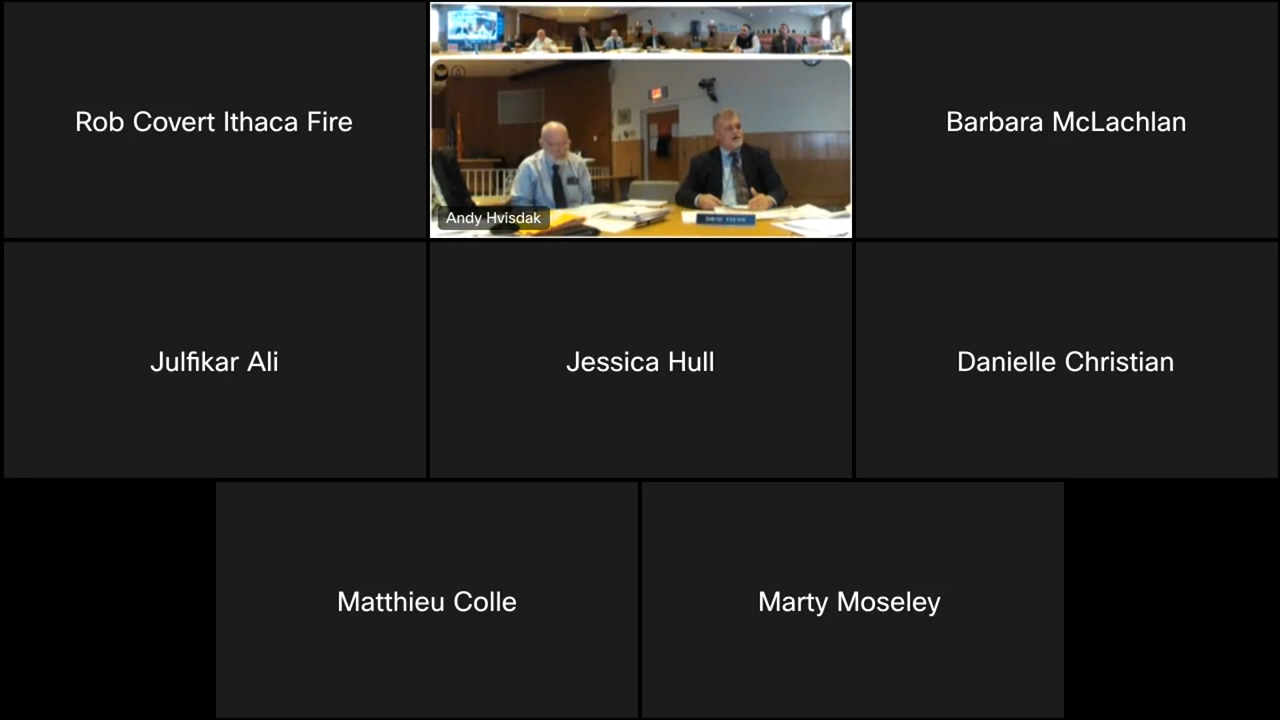 Rob Covert Ithaca Fire
Andy Hvisdak
Barbara McLachlan
Julfikar Ali
Jessica Hull
Danielle Christian
Matthieu Colle
Marty Moseley